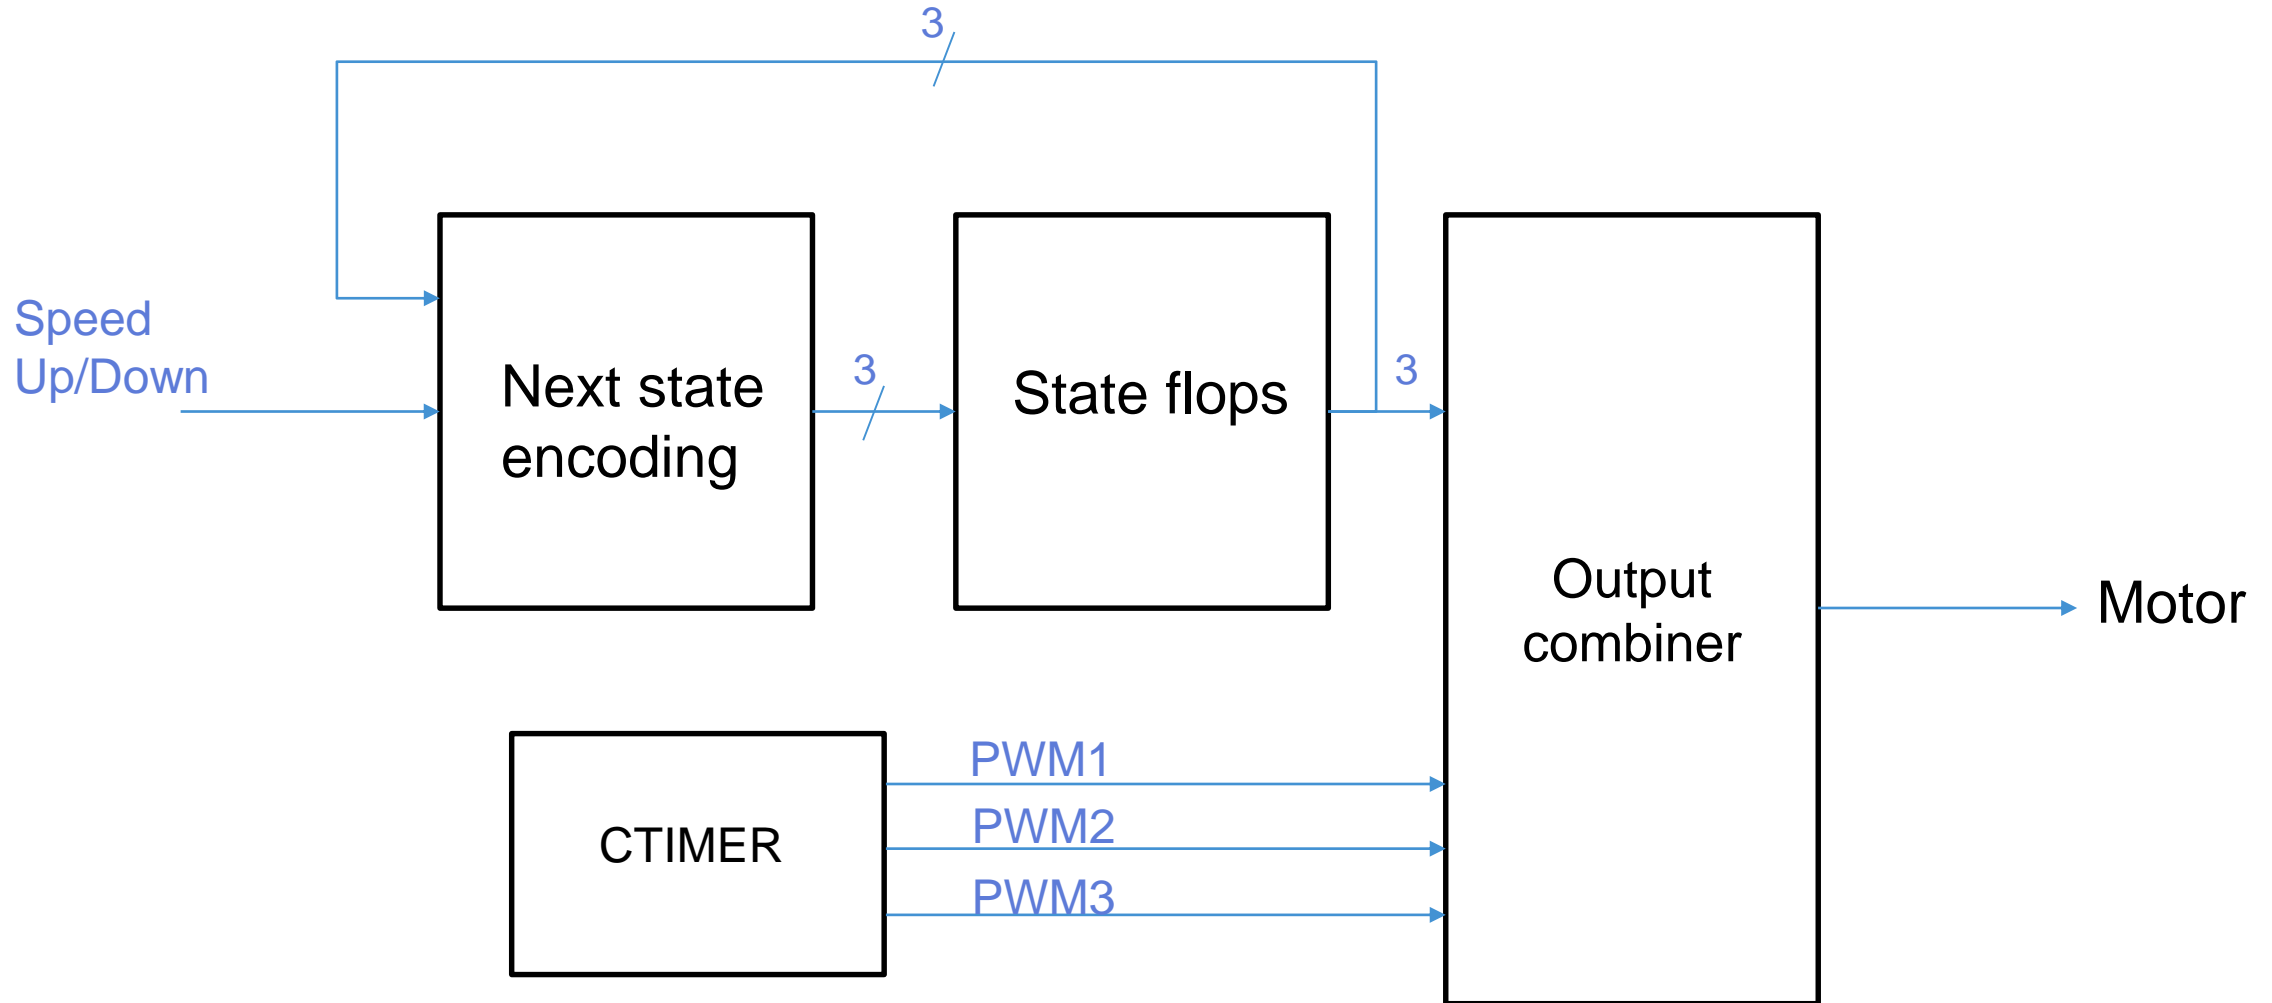 3
Speed
Up/Down
Next state
encoding
3
State flops
3
Output
combiner
Motor
CTIMER
PWM1
PWM2
PWM3